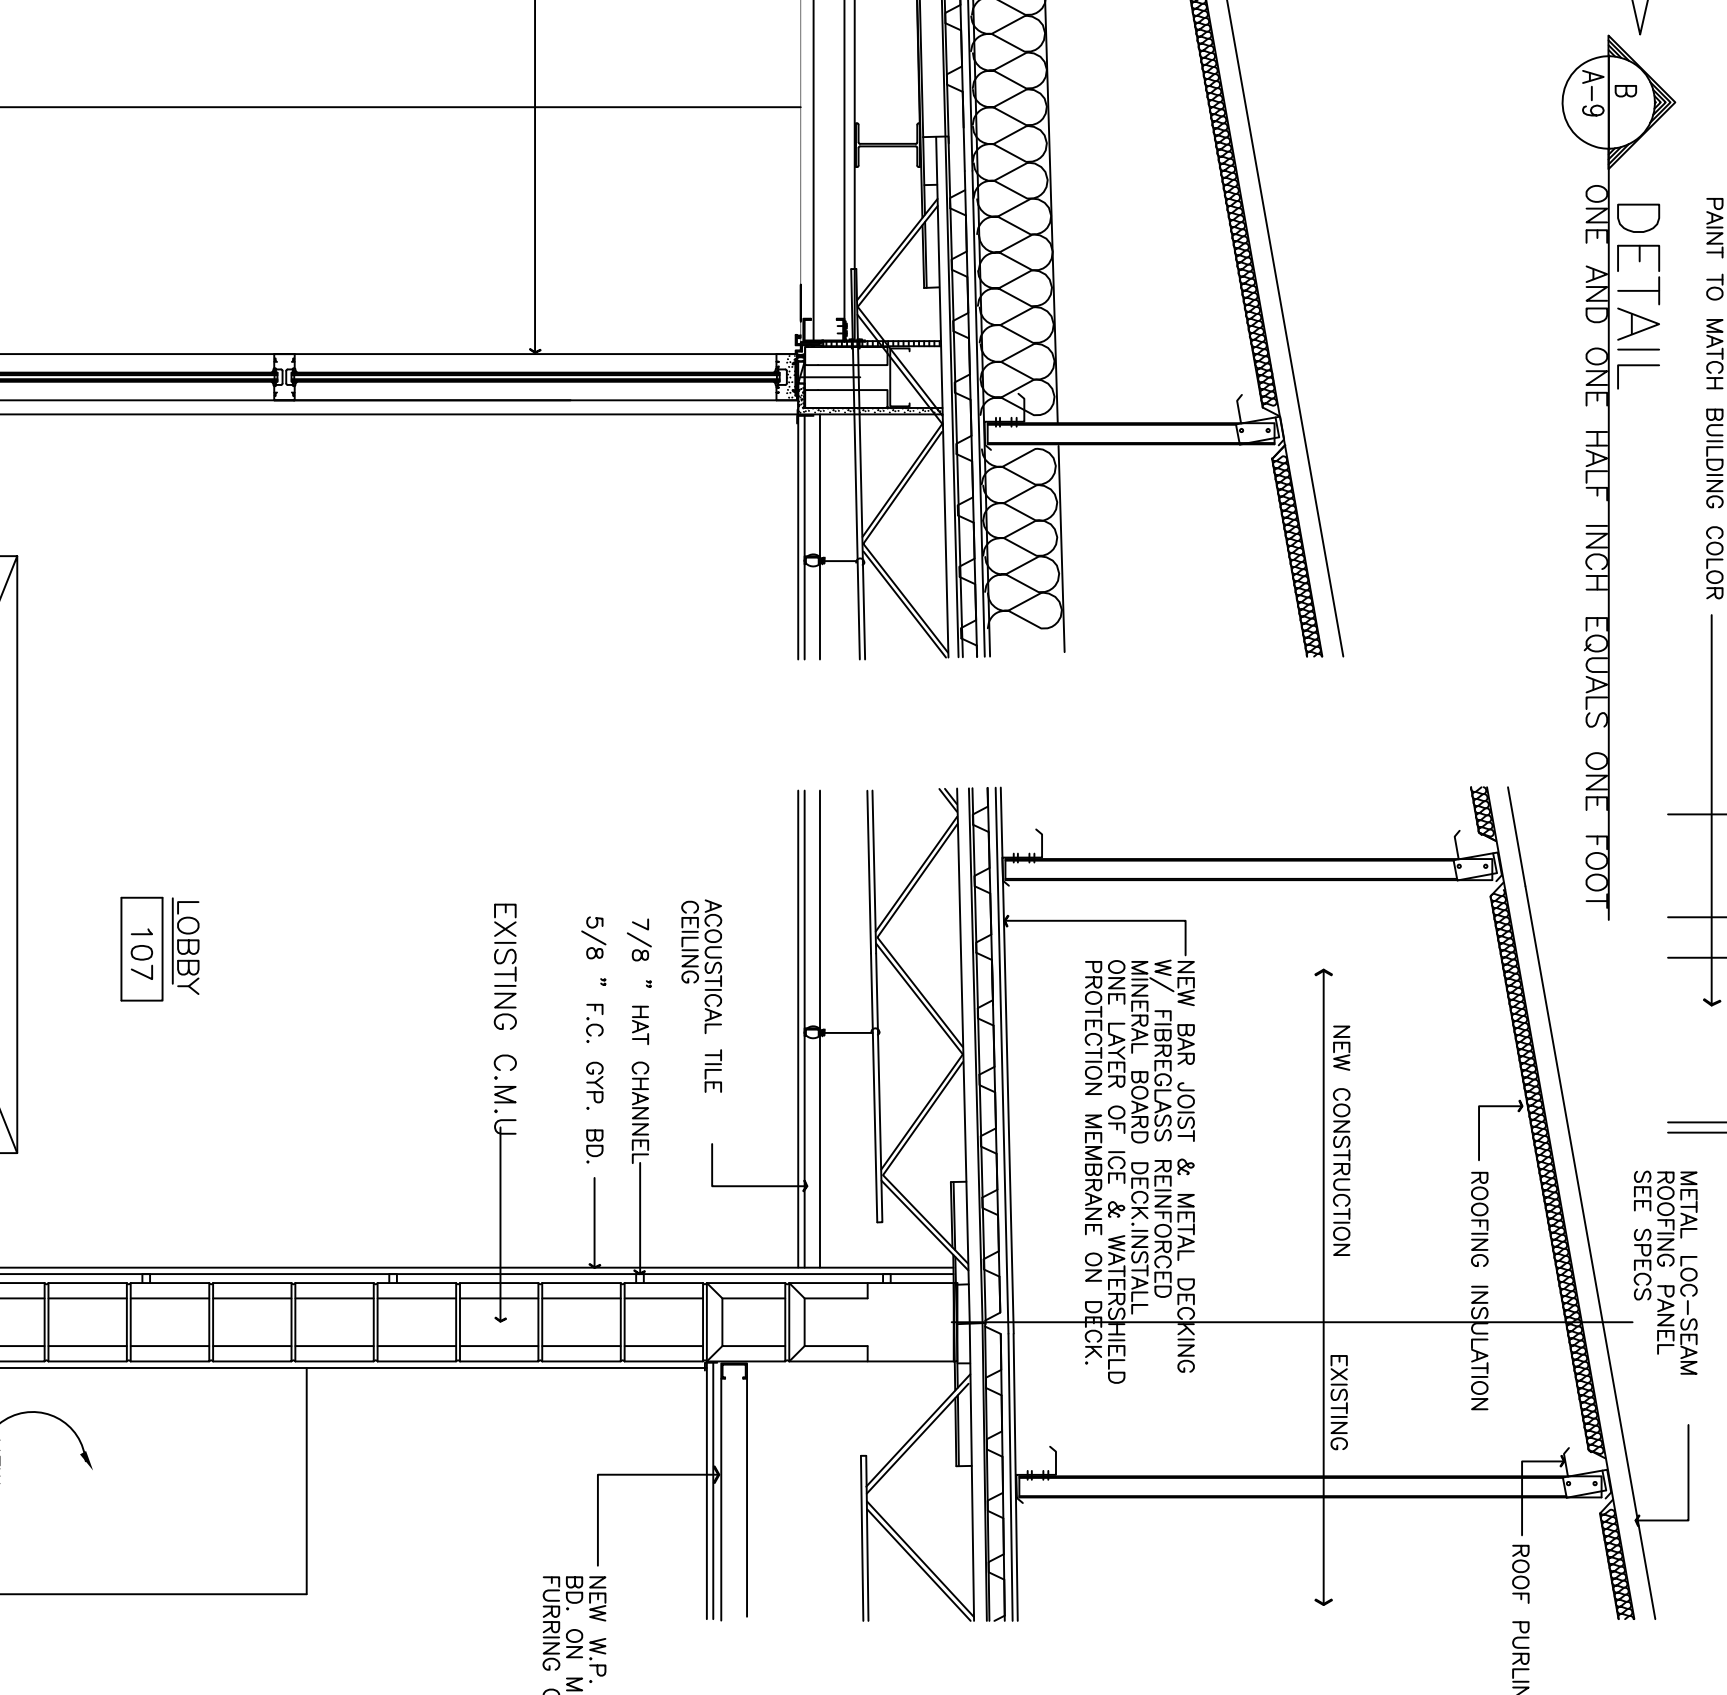 PAINT TO MATCH BUILDING COLOR
B
A-9
DETAIL
ONE AND ONE HALF INCH EQUALS ONE FOOT
METAL LOC-SEAM
ROOFING PANEL
SEE SPECS
ROOF PURLIN
ROOFING INSULATION
NEW CONSTRUCTION
EXISTING
NEW BAR JOIST & METAL DECKING
W/ FIBREGLASS REINFORCED
MINERAL BOARD DECK.INSTALL
ONE LAYER OF ICE & WATERSHIELD
PROTECTION MEMBRANE ON DECK.
ACOUSTICAL TILE
CEILING
7/8 " HAT CHANNEL
5/8 " F.C. GYP. BD.
NEW W.P.
BD. ON M
FURRING
EXISTING C.M.U
LOBBY
107